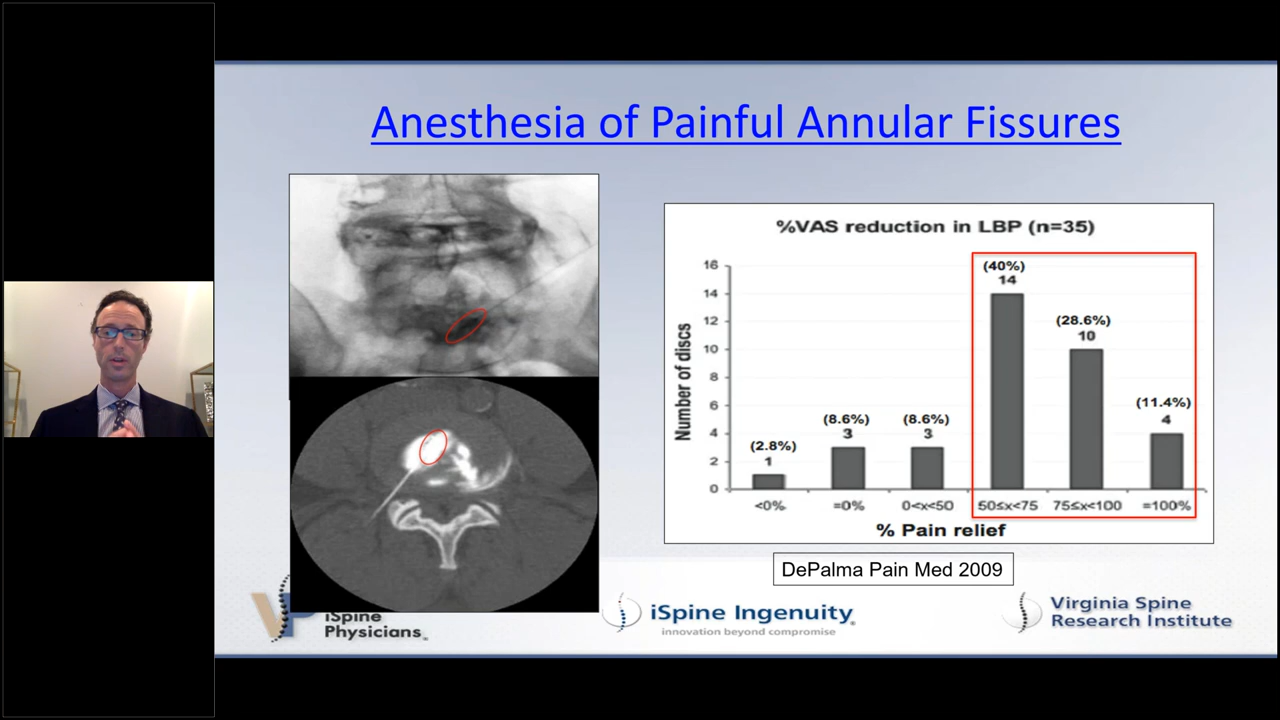 Anesthesia of Painful Annular Fissures
%VAS reduction in LBP (n=35)
Number of discs
16
14
12
10
8
6
4
2
0
(2.8%)
1
(8.6%)
3
(8.6%)
3
(40%)
14
(28.6%)
10
(11.4%)
4
<0%
=0%
0<x<50
50≤x<75
75≤x<100
=100%
% Pain relief
DePalma Pain Med 2009
VP
iSpine
Physicians
iSpine Ingenuity
innovation beyond compromise
Virginia Spine
Research Institute